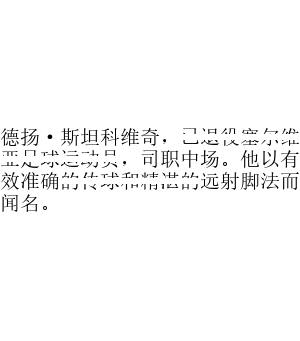 德扬·斯坦科维奇，已退役塞尔维
亚足球运动员，司职中场。他以有
效准确的传球和精湛的远射脚法而
闻名。